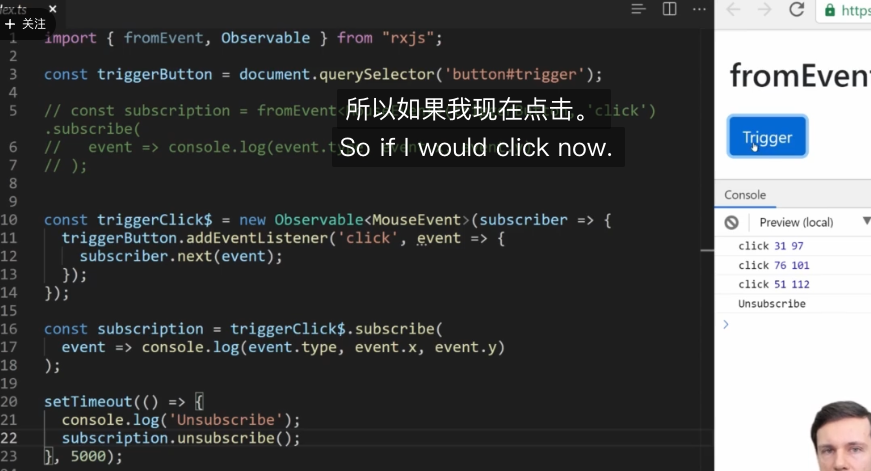 dex.ts ×
+ 关注
1 import { fromEvent, Observable } from "rxjs";
2
3 const triggerButton = document.querySelector('button#trigger');
4
5 // const subscription = fromEvent 'click')
.subscribe(
6 // event => console.log(event.ty
7 // );
8
9
10 const triggerClick$ = new Observable<MouseEvent>(subscriber => {
11 triggerButton.addEventListener('click', event => {
12 subscriber.next(event);
13 });
14 });
15
16 const subscription = triggerClick$.subscribe(
17 event => console.log(event.type, event.x, event.y)
18 );
19
20 setTimeout(() => {
21 console.log('Unsubscribe');
22 subscription.unsubscribe();
23 }, 5000);
所以如果我现在点击。
So if I would click now.
https
fromEven
Trigger
Console
Preview (local)
click 31 97
click 76 101
click 51 112
Unsubscribe